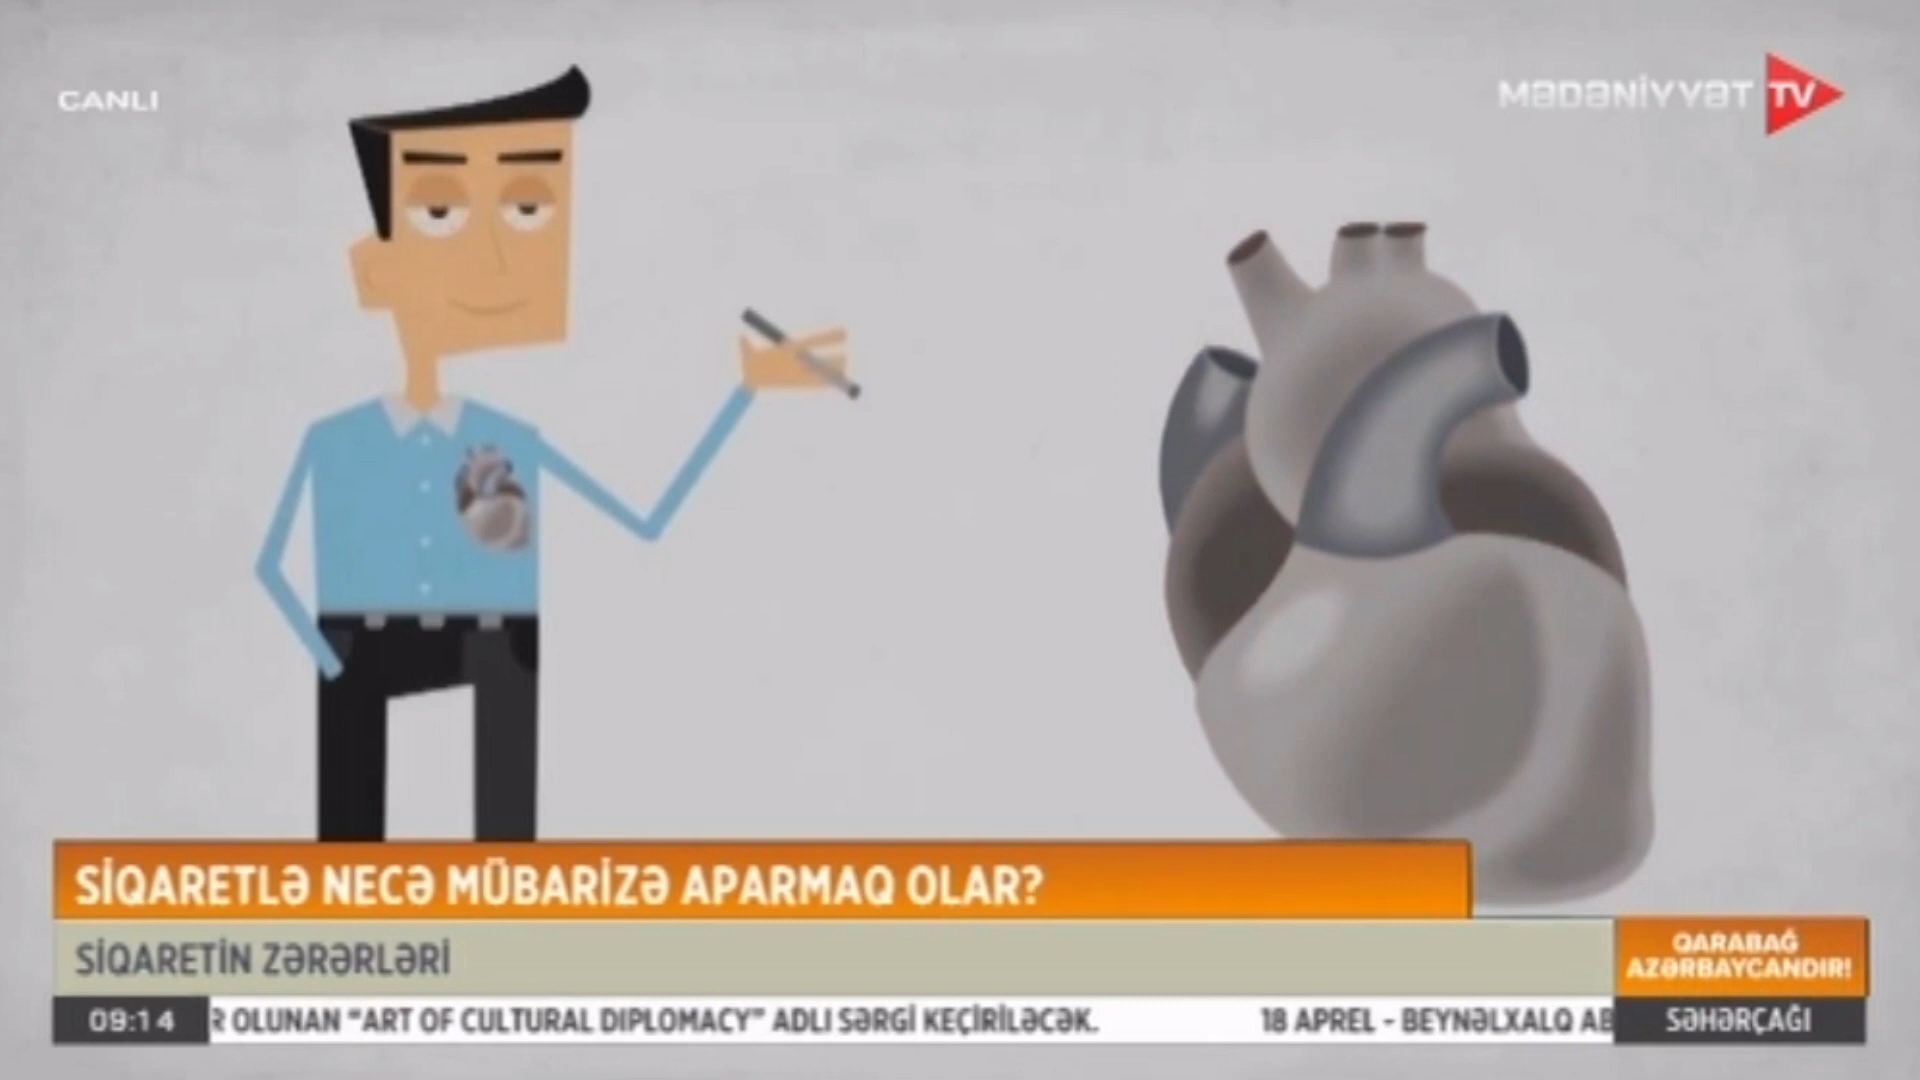 CANLI
MƏDƏNİYYƏT TV
SİQARETLƏ NECƏ MÜBARİZƏ APARMAQ OLAR?
SİQARETİN ZƏRƏRLƏRİ
QARABAĞ
AZƏRBAYCANDIR!
09:14
OLUNAN "ART OF CULTURAL DIPLOMACY" ADLI SƏRGİ KEÇİRİLƏCƏK. 18 APREL - BEYNƏLXALQ
SƏHƏRÇAĞI